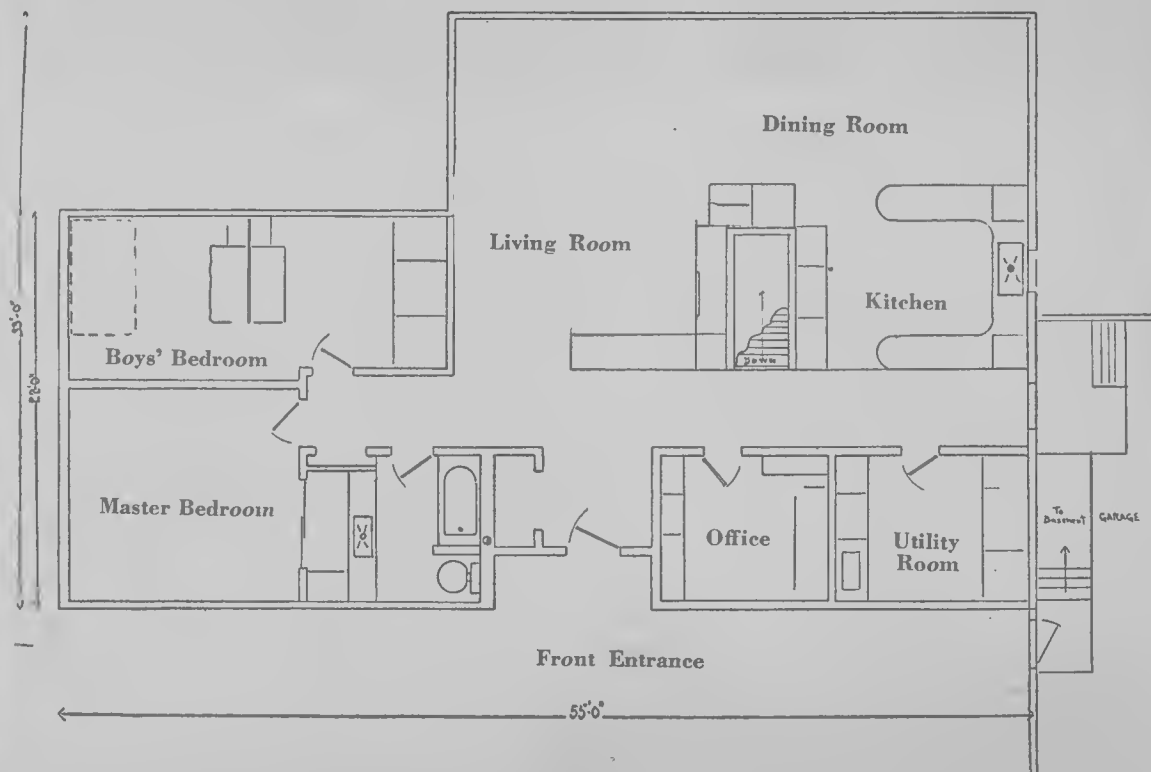 Dining Room
Living Room
Kitchen
33'-0"
22'-0"
Boys' Bedroom
Down
Master Bedroom
Office
Utility
Room
To
Basement
GARAGE
Front Entrance
55'-0"